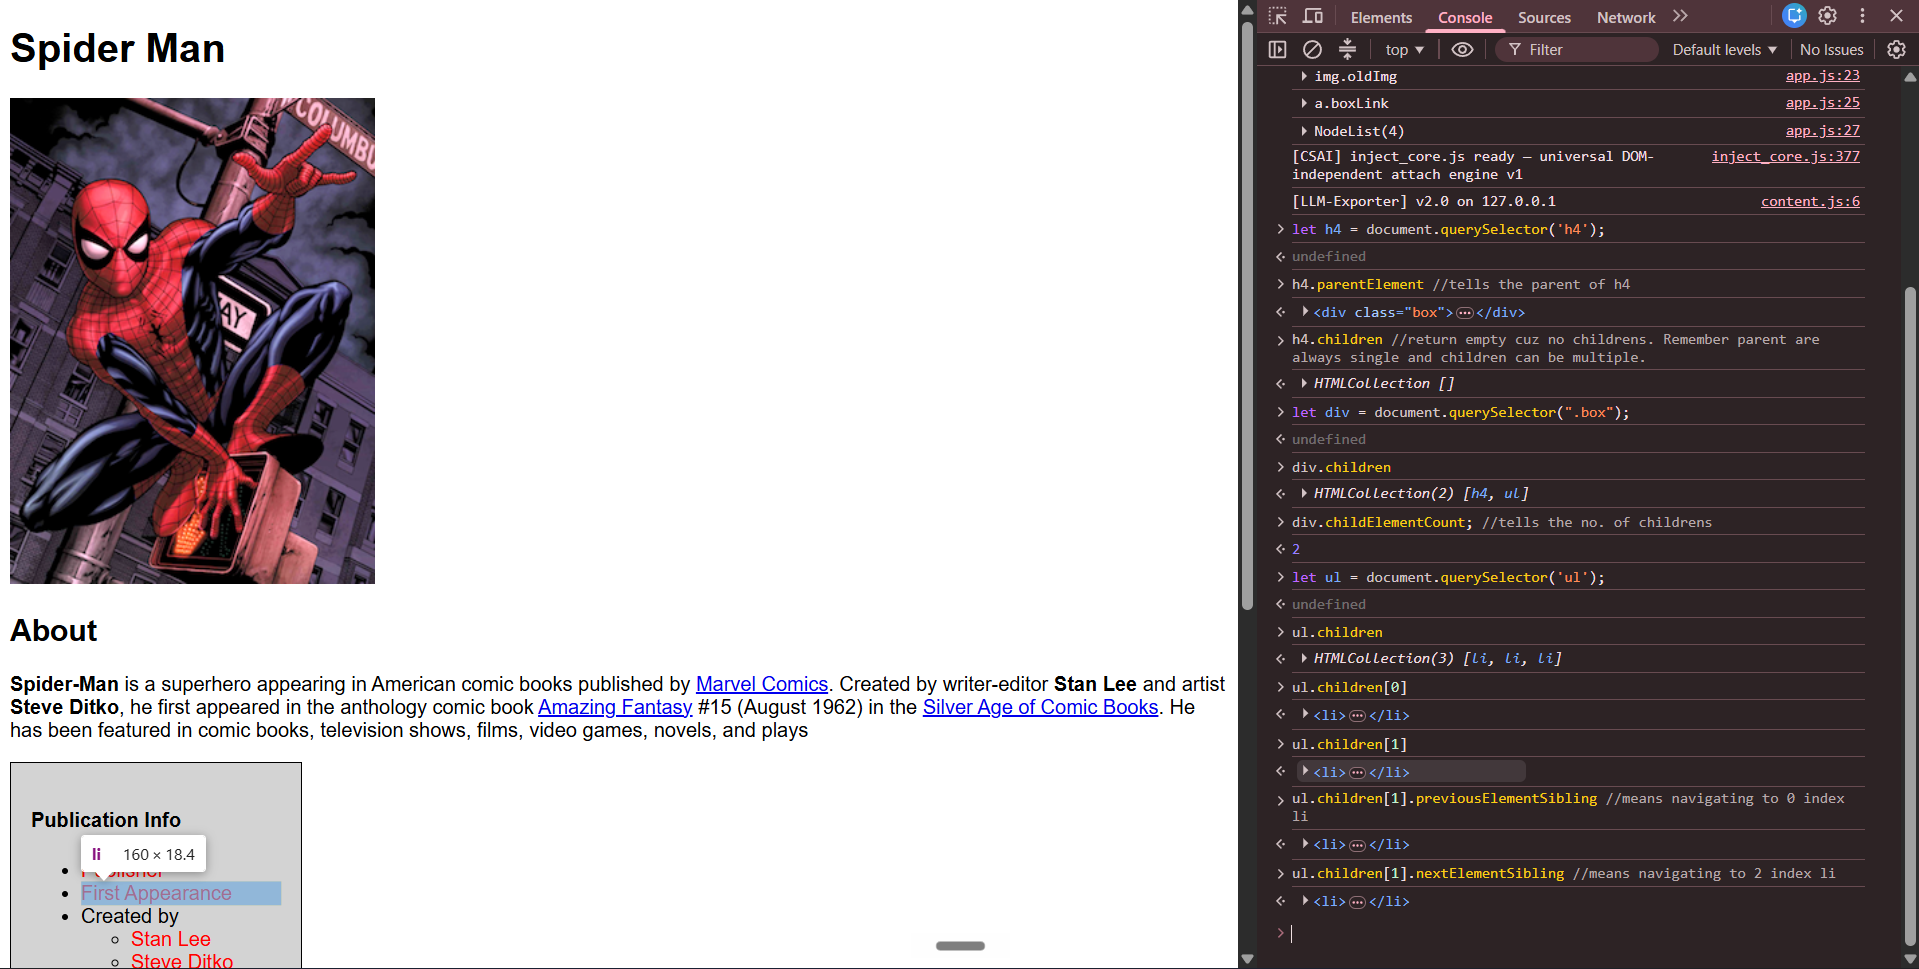 Spider Man
COLUMBU
AY
About
Spider-Man is a superhero appearing in American comic books published by Marvel Comics. Created by writer-editor Stan Lee and artist
Steve Ditko, he first appeared in the anthology comic book Amazing Fantasy #15 (August 1962) in the Silver Age of Comic Books. He
has been featured in comic books, television shows, films, video games, novels, and plays
Publication Info
li 160 × 18.4
Publisher
First Appearance
Created by
Stan Lee
Steve Ditko
Elements Console Sources Network
top Filter Default levels No Issues
img.oldImg app.js:23
a.boxLink app.js:25
NodeList(4) app.js:27
[CSAI] inject_core.js ready — universal DOM- inject_core.js:377
independent attach engine v1
[LLM-Exporter] v2.0 on 127.0.0.1 content.js:6
let h4 = document.querySelector('h4');
undefined
h4.parentElement //tells the parent of h4
<div class="box">…</div>
h4.children //return empty cuz no childrens. Remember parent are
always single and children can be multiple.
HTMLCollection []
let div = document.querySelector(".box");
undefined
div.children
HTMLCollection(2) [h4, ul]
div.childElementCount; //tells the no. of childrens
2
let ul = document.querySelector('ul');
undefined
ul.children
HTMLCollection(3) [li, li, li]
ul.children[0]
<li>…</li>
ul.children[1]
<li>…</li>
ul.children[1].previousElementSibling //means navigating to 0 index
li
<li>…</li>
ul.children[1].nextElementSibling //means navigating to 2 index li
<li>…</li>